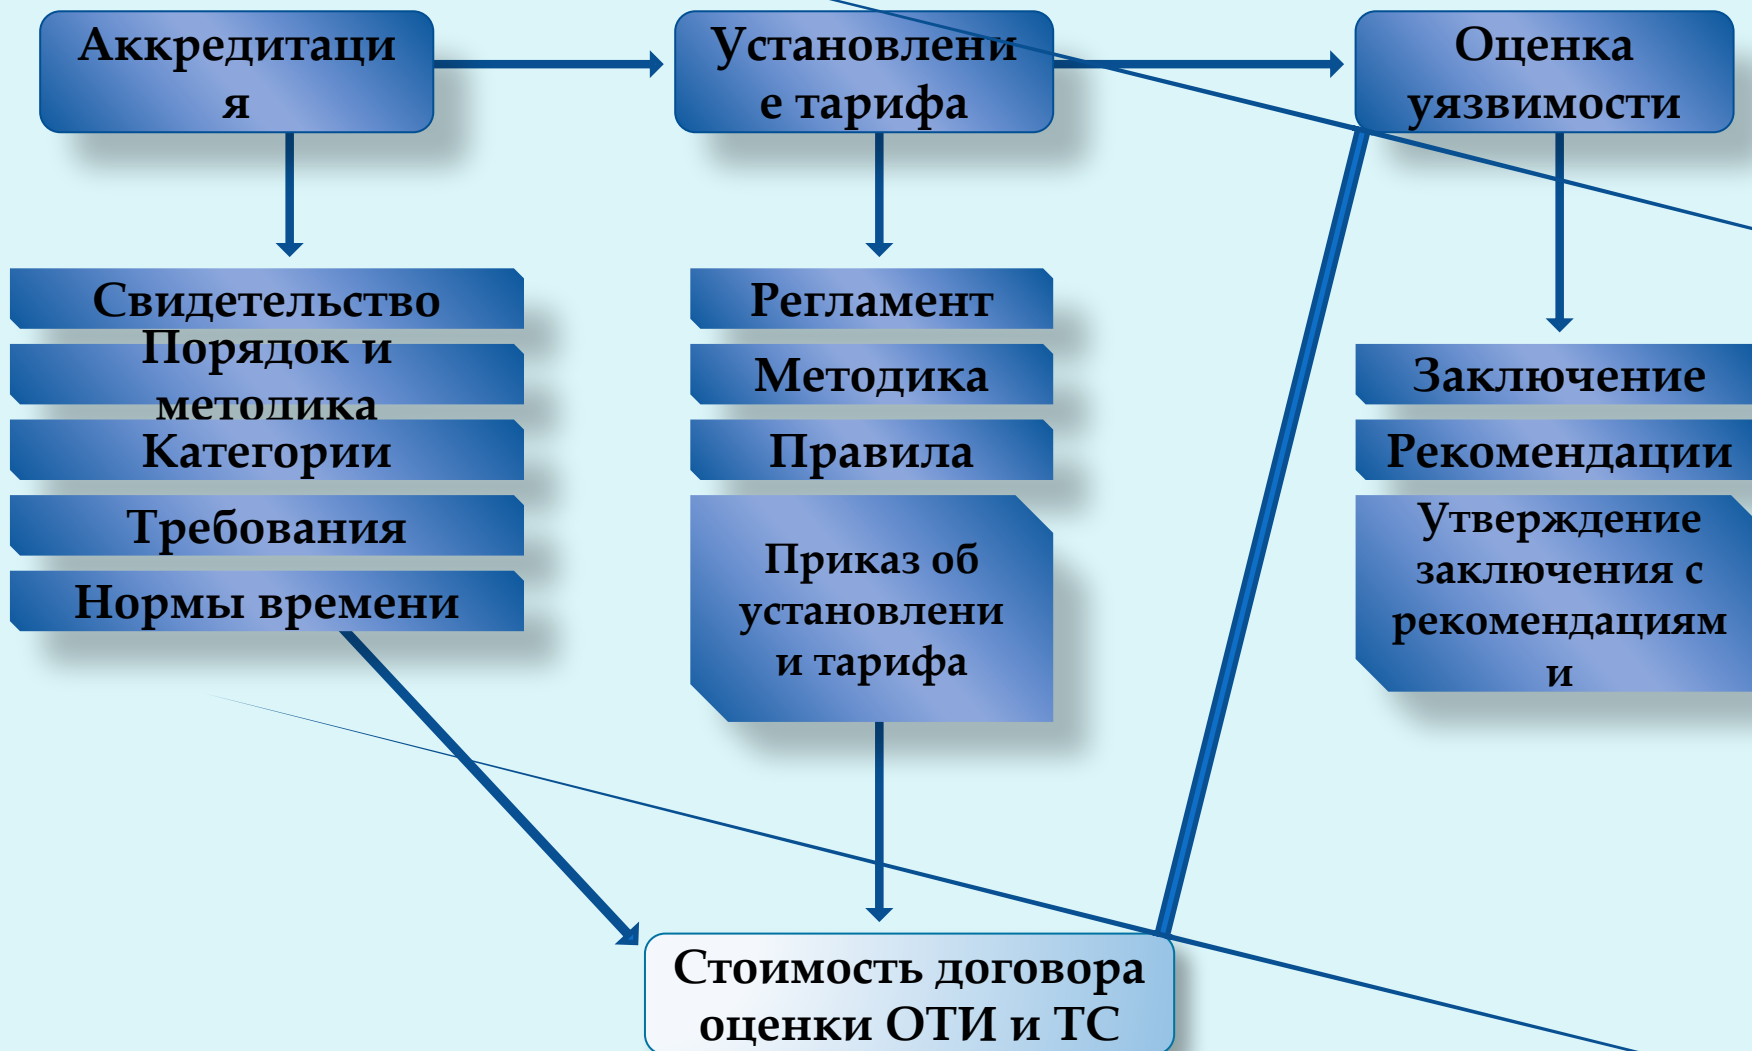 Аккредитаци
я
Установлени
е тарифа
Оценка
уязвимости
Свидетельство
Порядок и
методика
Категории
Требования
Нормы времени
Регламент
Методика
Правила
Приказ об
установлени
и тарифа
Заключение
Рекомендации
Утверждение
заключения с
рекомендациям
и
Стоимость договора
оценки ОТИ и ТС